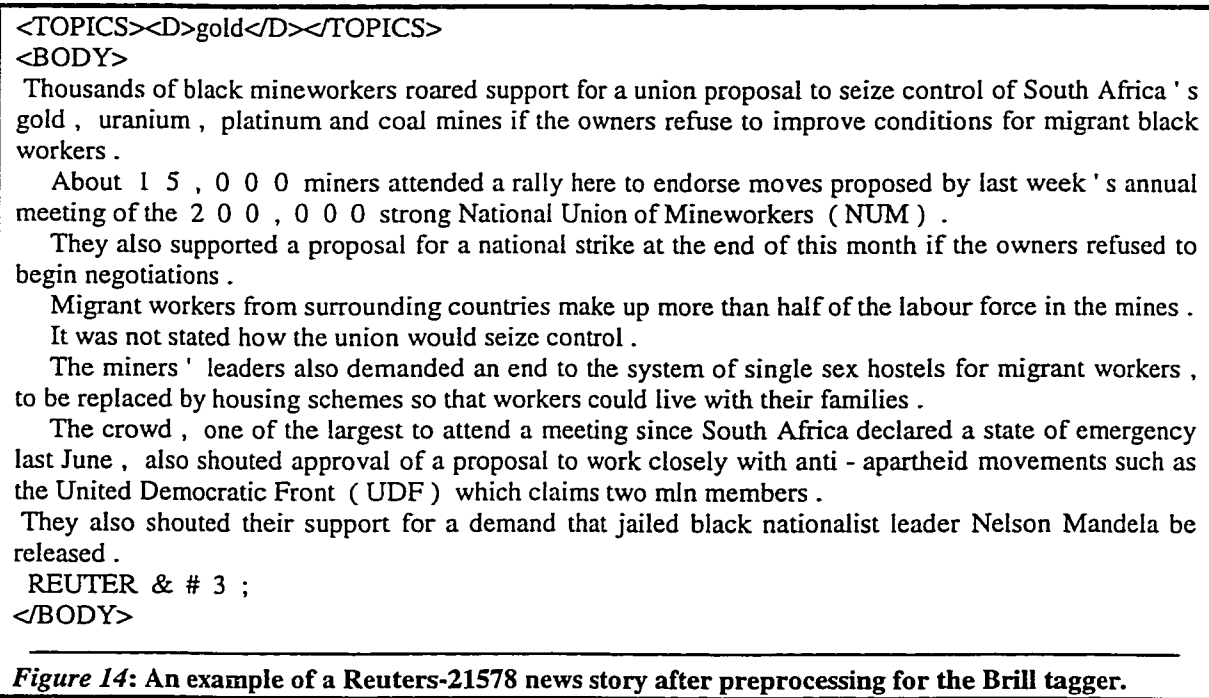 <TOPICS><D>gold</D></TOPICS>
<BODY>
Thousands of black mineworkers roared support for a union proposal to seize control of South Africa ' s
gold , uranium , platinum and coal mines if the owners refuse to improve conditions for migrant black
workers .
About 1 5 , 0 0 0 miners attended a rally here to endorse moves proposed by last week ' s annual
meeting of the 2 0 0 , 0 0 0 strong National Union of Mineworkers ( NUM ) .
They also supported a proposal for a national strike at the end of this month if the owners refused to
begin negotiations .
Migrant workers from surrounding countries make up more than half of the labour force in the mines .
It was not stated how the union would seize control .
The miners ' leaders also demanded an end to the system of single sex hostels for migrant workers ,
to be replaced by housing schemes so that workers could live with their families .
The crowd , one of the largest to attend a meeting since South Africa declared a state of emergency
last June , also shouted approval of a proposal to work closely with anti - apartheid movements such as
the United Democratic Front ( UDF ) which claims two mln members .
They also shouted their support for a demand that jailed black nationalist leader Nelson Mandela be
released .
REUTER & # 3 ;
</BODY>
Figure 14: An example of a Reuters-21578 news story after preprocessing for the Brill tagger.